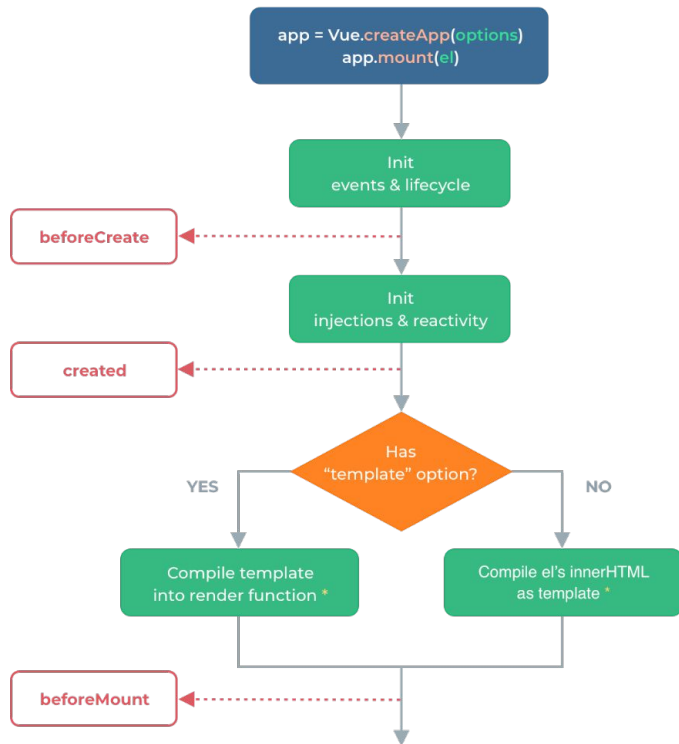 app = Vue.createApp(options)
app.mount(el)
Init
events & lifecycle
beforeCreate
Init
injections & reactivity
created
Has
“template” option?
YES
NO
Compile template
into render function *
Compile el's innerHTML
as template *
beforeMount